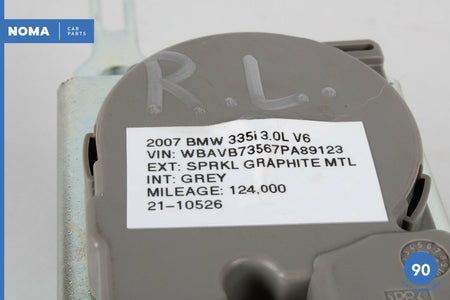 NOMA
CAR
PARTS
R.L.
2007 BMW 335i 3.0L V6
VIN: WBAVB73567PA89123
EXT: SPRKL GRAPHITE MTL
INT: GREY
MILEAGE: 124,000
21-10526
90